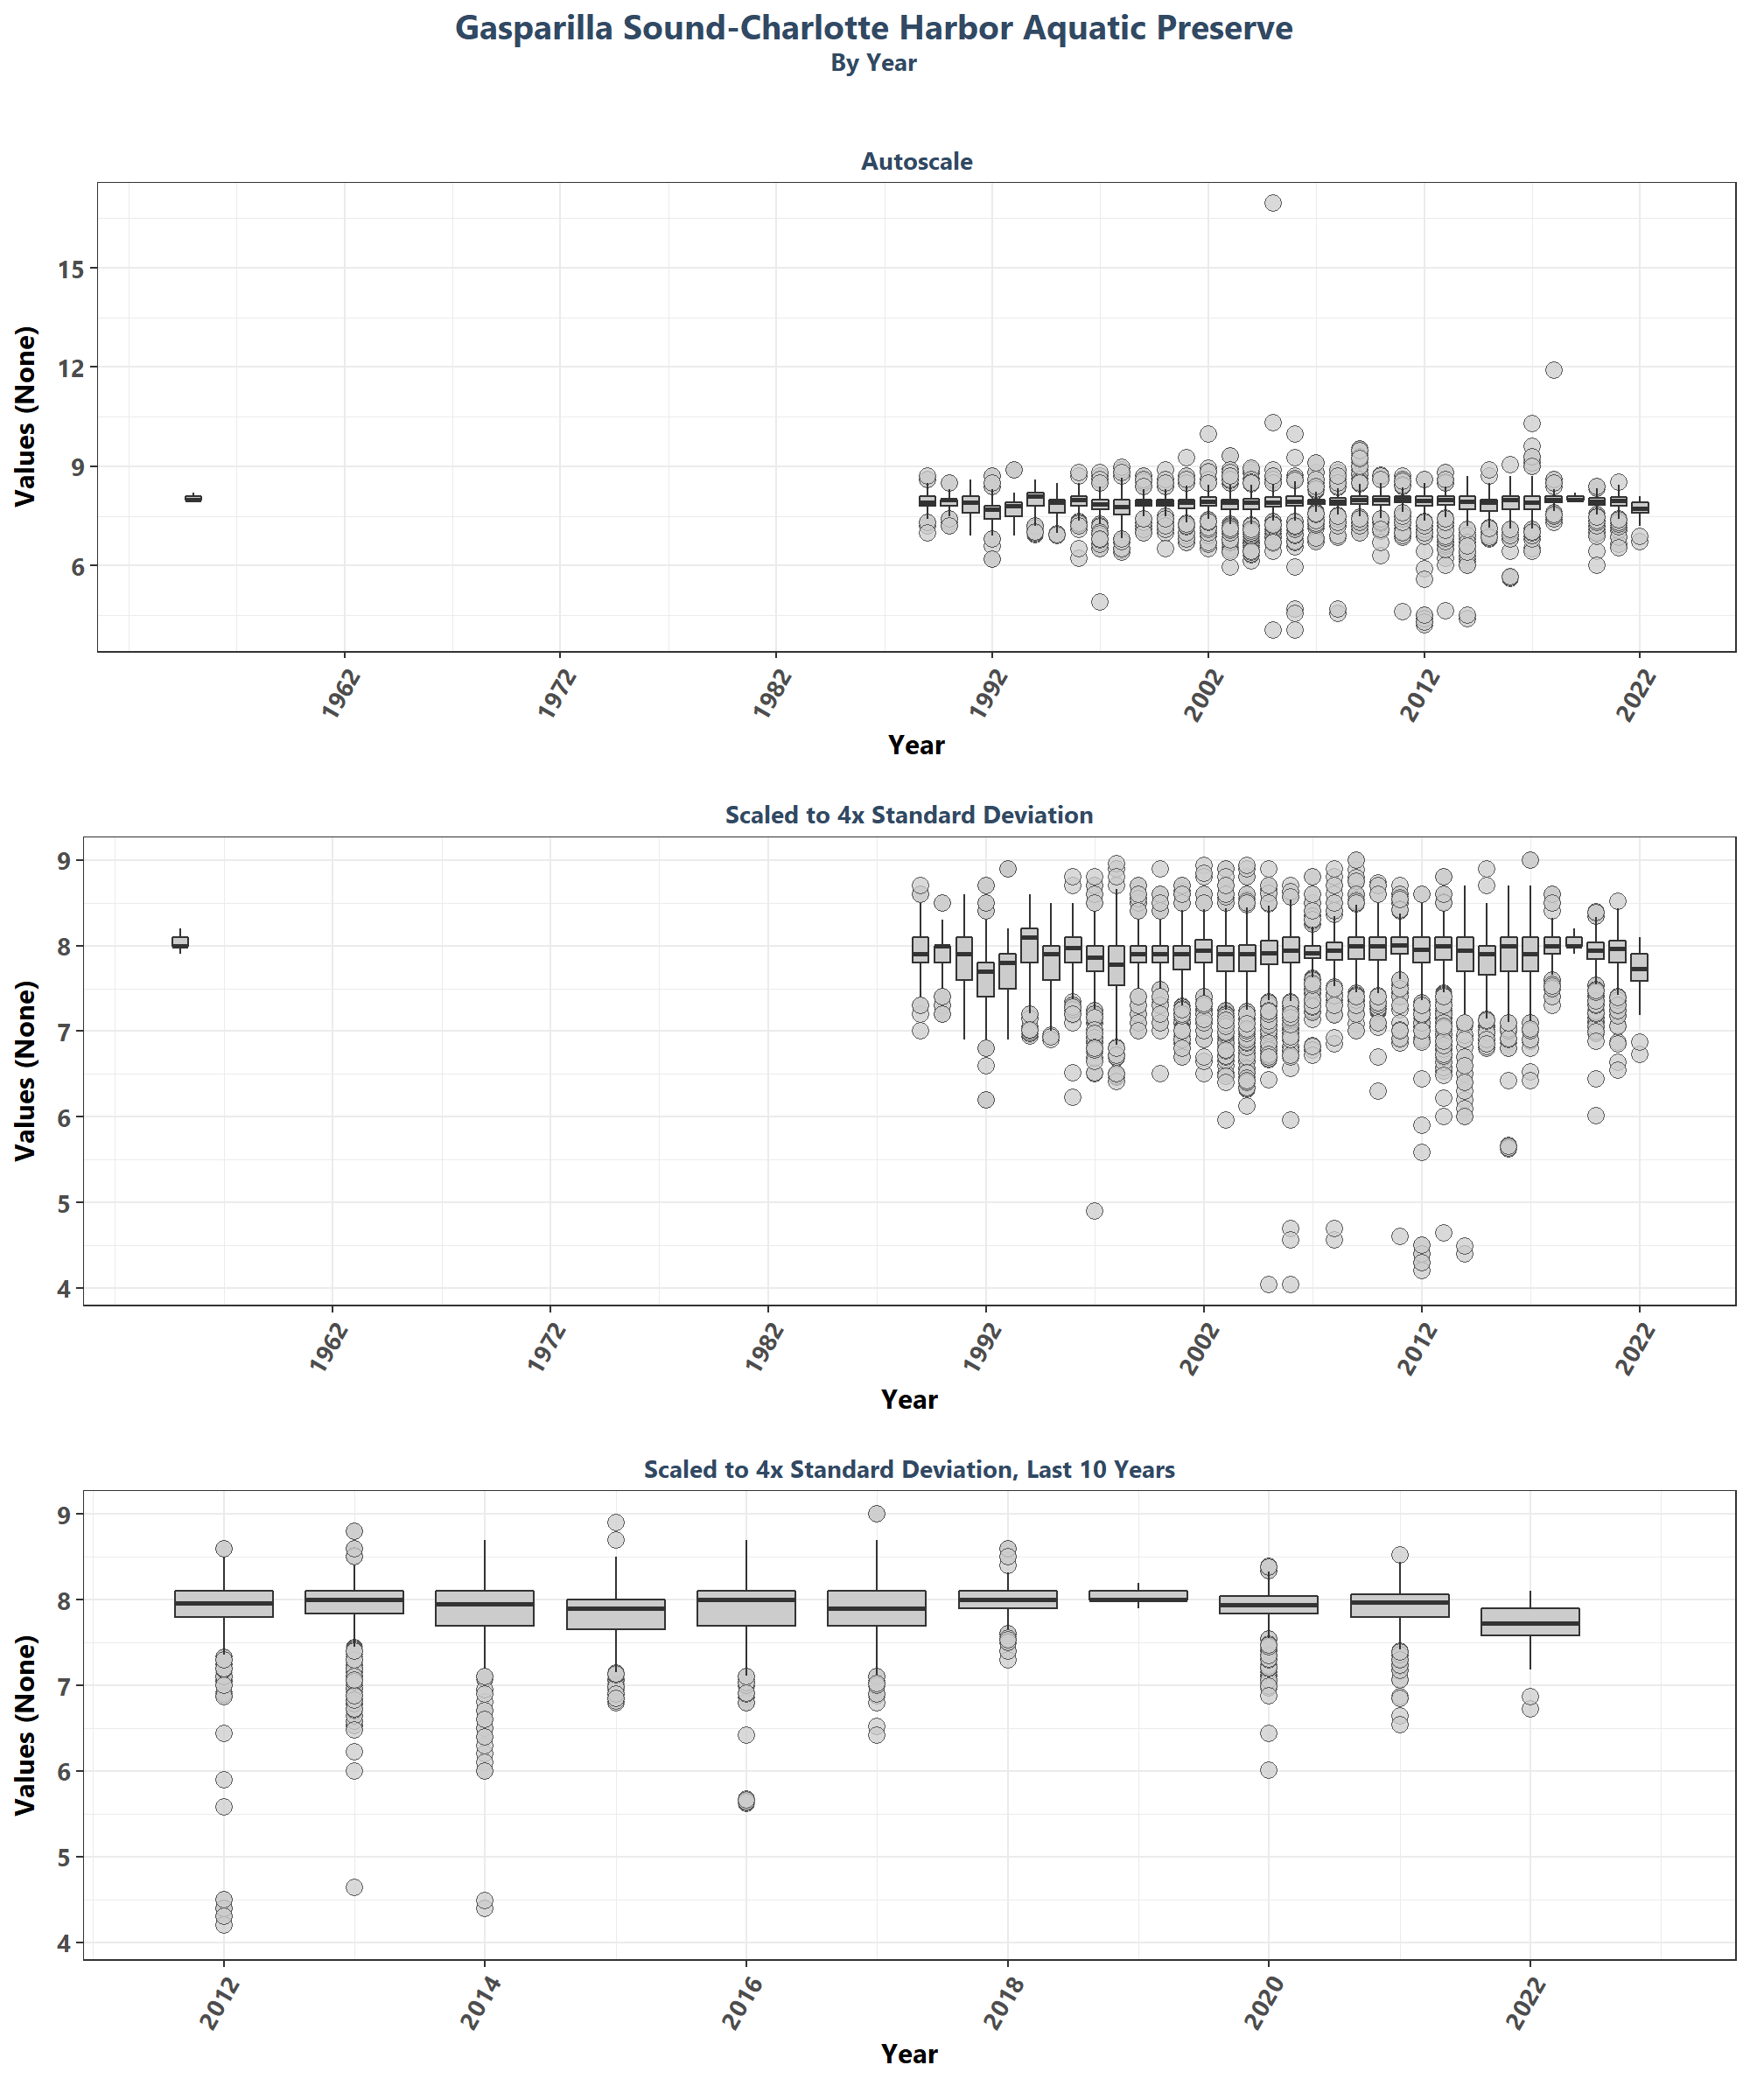 Gasparilla Sound-Charlotte Harbor Aquatic Preserve
By Year
Autoscale
Values (None)
15
12
9
6
1962 1972 1982 1992 2002 2012 2022
Year
Scaled to 4x Standard Deviation
Values (None)
9
8
7
6
5
4
1962 1972 1982 1992 2002 2012 2022
Year
Scaled to 4x Standard Deviation, Last 10 Years
Values (None)
9
8
7
6
5
4
2012 2014 2016 2018 2020 2022
Year